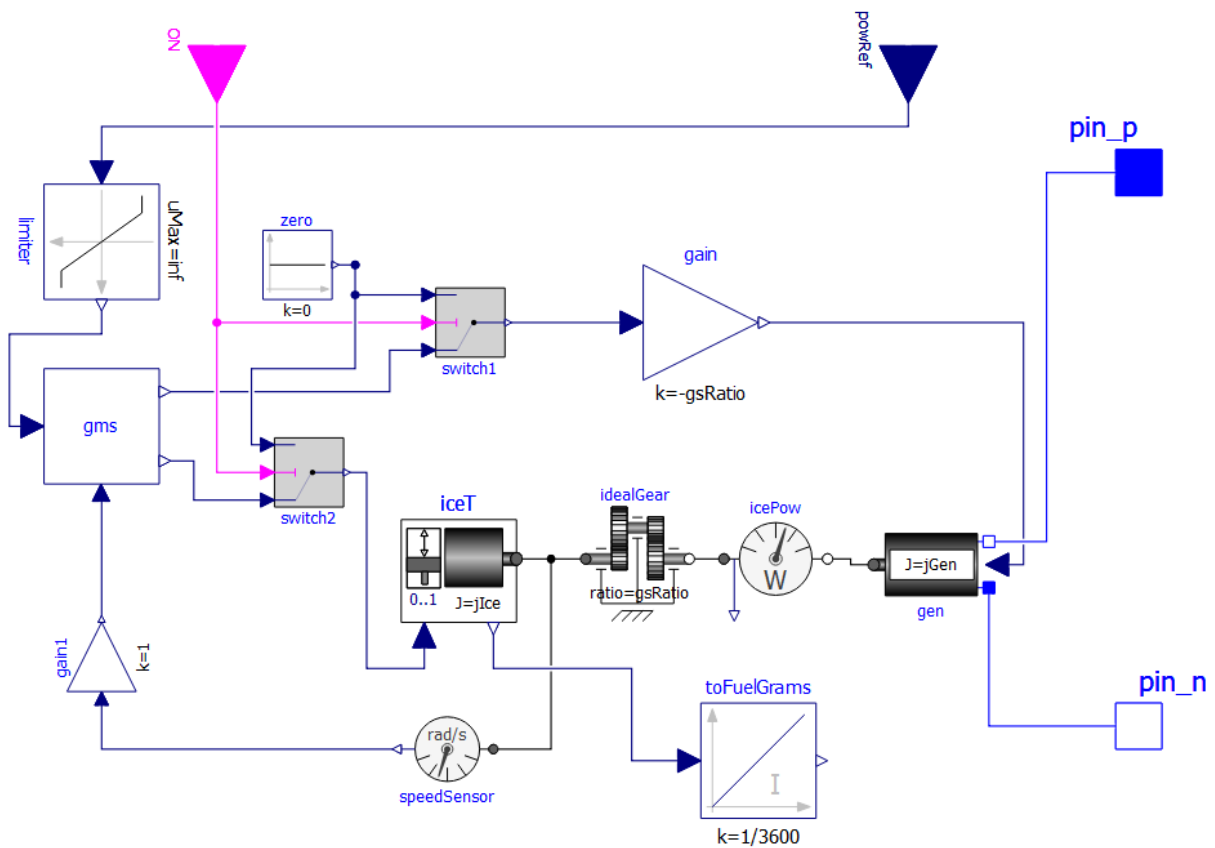 ON
powRef
pin_p
limiter
uMax=inf
zero
k=0
gain
k=-gsRatio
switch1
gms
switch2
iceT
0..1
J=jIce
idealGear
ratio=gsRatio
icePow
W
J=jGen
gen
gain1
k=1
rad/s
speedSensor
toFuelGrams
I
k=1/3600
pin_n